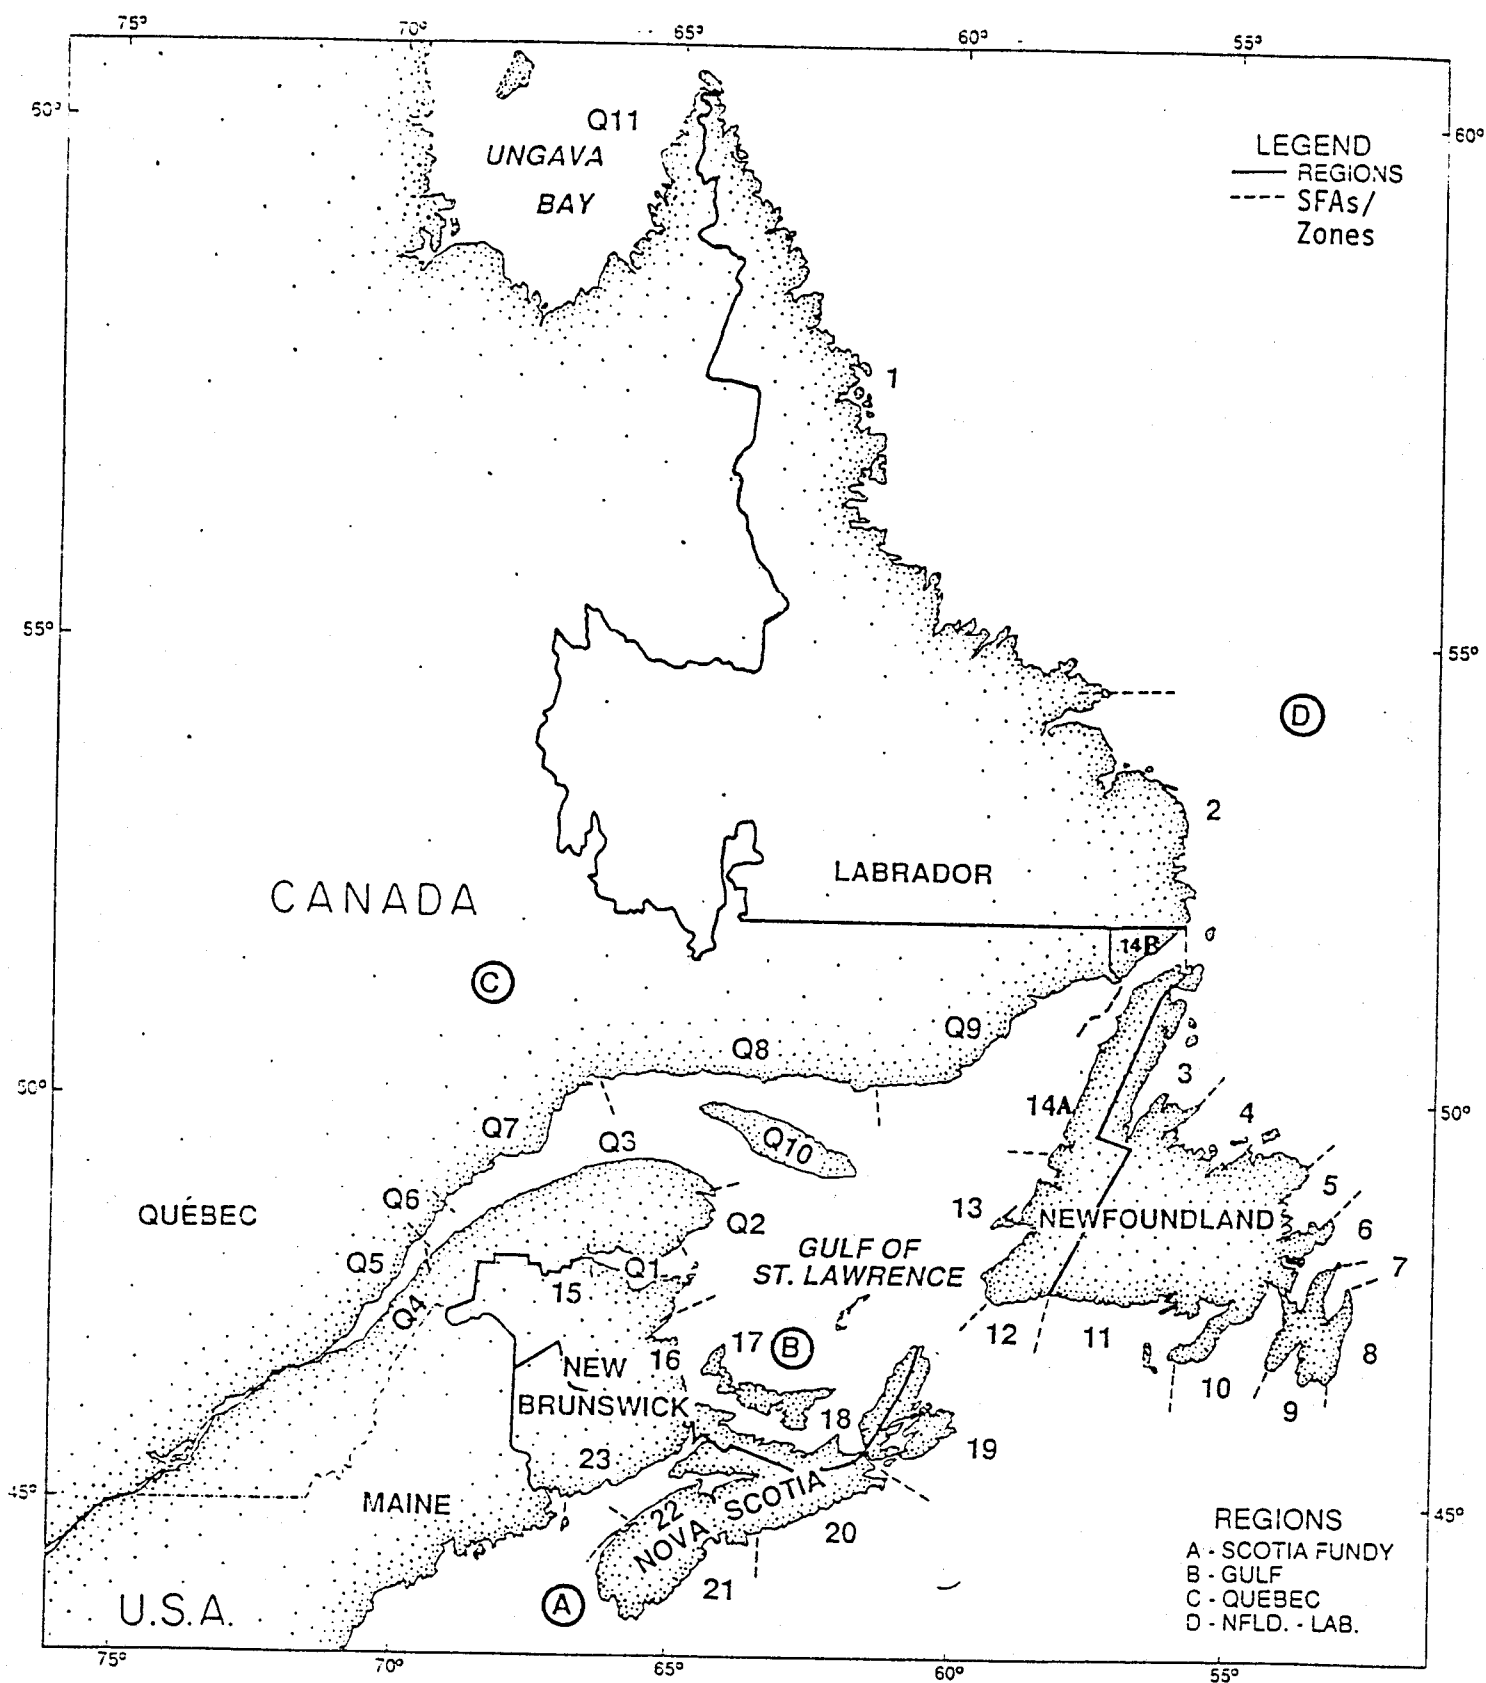 75° 70° 65° 60° 55°
60° 60°
Q11
UNGAVA
BAY
LEGEND
REGIONS
SFAs/
Zones
1
55° 55°
D
2
LABRADOR
CANADA
14B
C
Q9
Q8
50° 50°
3
14A
4
Q7
Q3
Q10
5
Q6
QUÉBEC
Q2
13
NEWFOUNDLAND
6
GULF OF
ST. LAWRENCE
Q5
Q1
7
15
Q4
12
11
17
B
16
8
NEW
BRUNSWICK
10
9
18
19
23
45° 45°
MAINE
22
NOVA SCOTIA
20
21
A
U.S.A.
REGIONS
A - SCOTIA FUNDY
B - GULF
C - QUEBEC
D - NFLD. - LAB.
75° 70° 65° 60° 55°